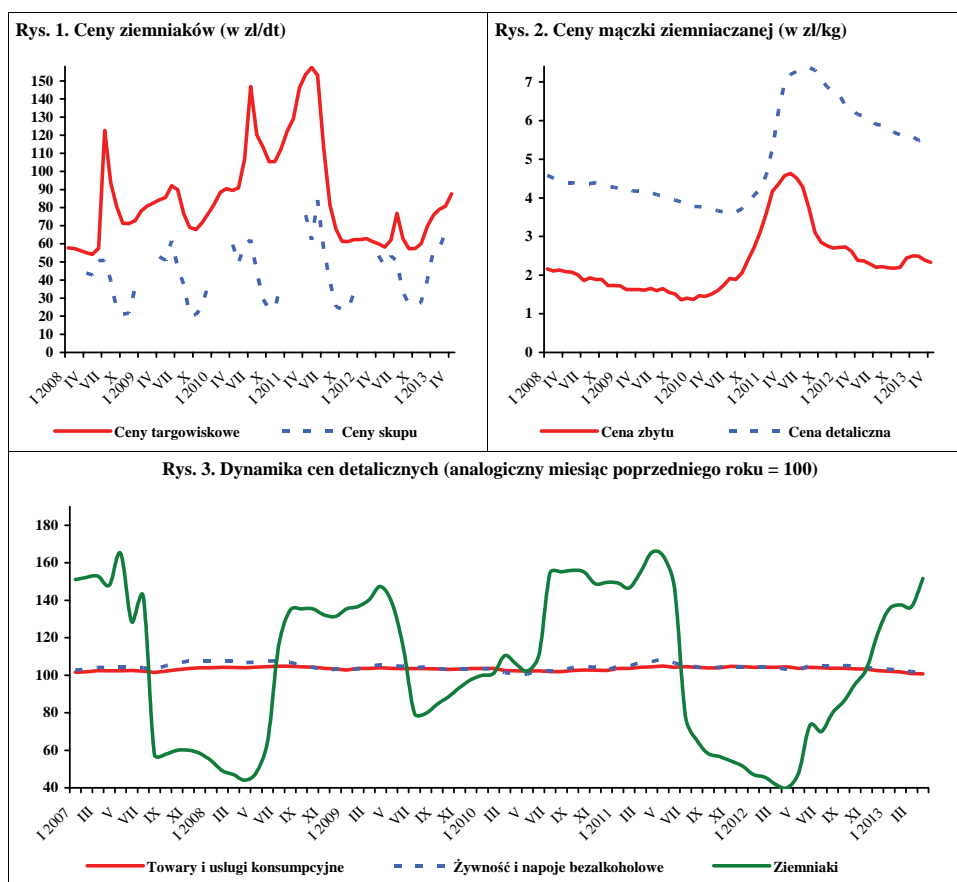 Rys. 1. Ceny ziemniaków (w zł/dt)
150
140
130
120
110
100
90
80
70
60
50
40
30
20
10
0
I 2008
IV
VII
X
I 2009
IV
VII
X
I 2010
IV
VII
X
I 2011
IV
VII
X
I 2012
IV
VII
X
I 2013
IV
Ceny targowiskowe
Ceny skupu
Rys. 2. Ceny mączki ziemniaczanej (w zł/kg)
7
6
5
4
3
2
1
0
I 2008
IV
VII
X
I 2009
IV
VII
X
I 2010
IV
VII
X
I 2011
IV
VII
X
I 2012
IV
VII
X
I 2013
IV
Cena zbytu
Cena detaliczna
Rys. 3. Dynamika cen detalicznych (analogiczny miesiąc poprzedniego roku = 100)
180
160
140
120
100
80
60
40
I 2007
III
V
VII
IX
XI
I 2008
III
V
VII
IX
XI
I 2009
III
V
VII
IX
XI
I 2010
III
V
VII
IX
XI
I 2011
III
V
VII
IX
XI
I 2012
III
V
VII
IX
XI
I 2013
III
Towary i usługi konsumpcyjne
Żywność i napoje bezalkoholowe
Ziemniaki